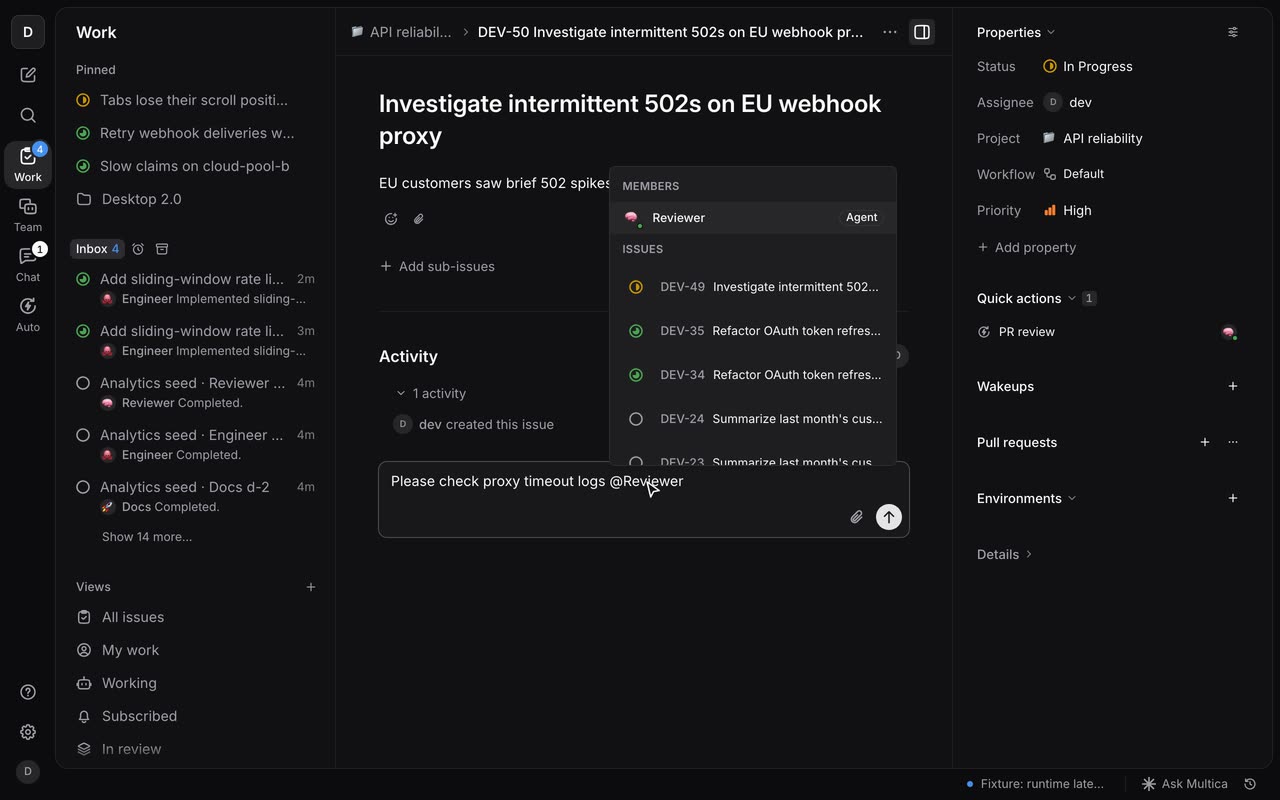 D
Work
API reliabil...
DEV-50 Investigate intermittent 502s on EU webhook pr...
Properties
Pinned
Tabs lose their scroll positi...
Retry webhook deliveries w...
Slow claims on cloud-pool-b
Desktop 2.0
4
Work
Team
1
Chat
Auto
Inbox 4
Add sliding-window rate li... 2m
Engineer Implemented sliding-...
Add sliding-window rate li... 3m
Engineer Implemented sliding-...
Analytics seed · Reviewer ... 4m
Reviewer Completed.
Analytics seed · Engineer ... 4m
Engineer Completed.
Analytics seed · Docs d-2 4m
Docs Completed.
Show 14 more...
Views
All issues
My work
Working
Subscribed
In review
D
Investigate intermittent 502s on EU webhook
proxy
EU customers saw brief 502 spikes
Add sub-issues
Activity
1 activity
D dev created this issue
MEMBERS
Reviewer Agent
ISSUES
DEV-49 Investigate intermittent 502...
DEV-35 Refactor OAuth token refres...
DEV-34 Refactor OAuth token refres...
DEV-24 Summarize last month's cus...
DEV-23 Summarize last month's cus...
Please check proxy timeout logs @Reviewer
Status In Progress
Assignee D dev
Project API reliability
Workflow Default
Priority High
Add property
Quick actions 1
PR review
Wakeups
Pull requests
Environments
Details
Fixture: runtime late...
Ask Multica